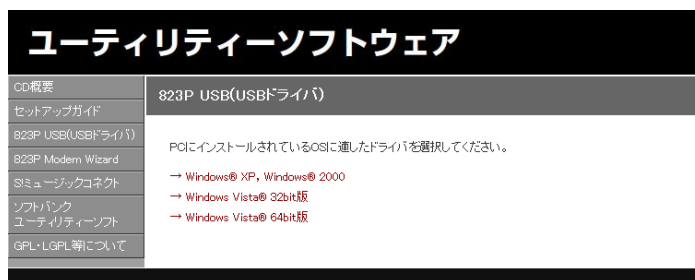 ユーティリティーソフトウェア
CD概要
セットアップガイド
823P USB(USBドライバ)
823P Modem Wizard
S!ミュージックコネクト
ソフトバンク
ユーティリティーソフト
GPL・LGPL等について
823P USB(USBドライバ)
PCにインストールされているOSに適したドライバを選択してください。
→ Windows® XP, Windows® 2000
→ Windows Vista® 32bit版
→ Windows Vista® 64bit版